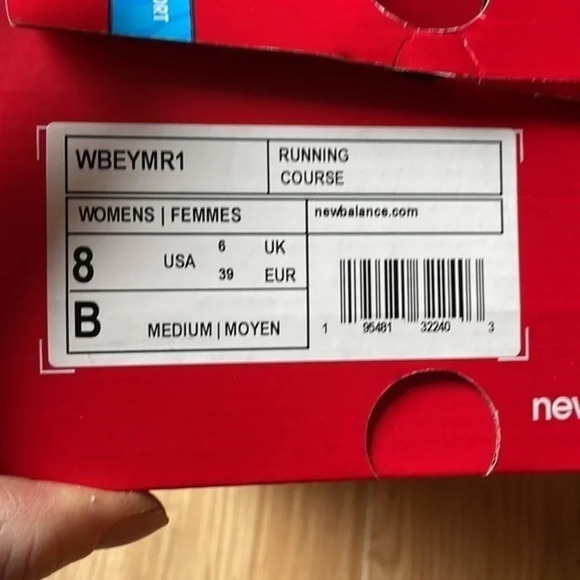 ORT
WBEYMR1
RUNNING
COURSE
WOMENS | FEMMES
newbalance.com
8 USA 6 UK
39 EUR
B MEDIUM | MOYEN
1 95481 32240 3
new